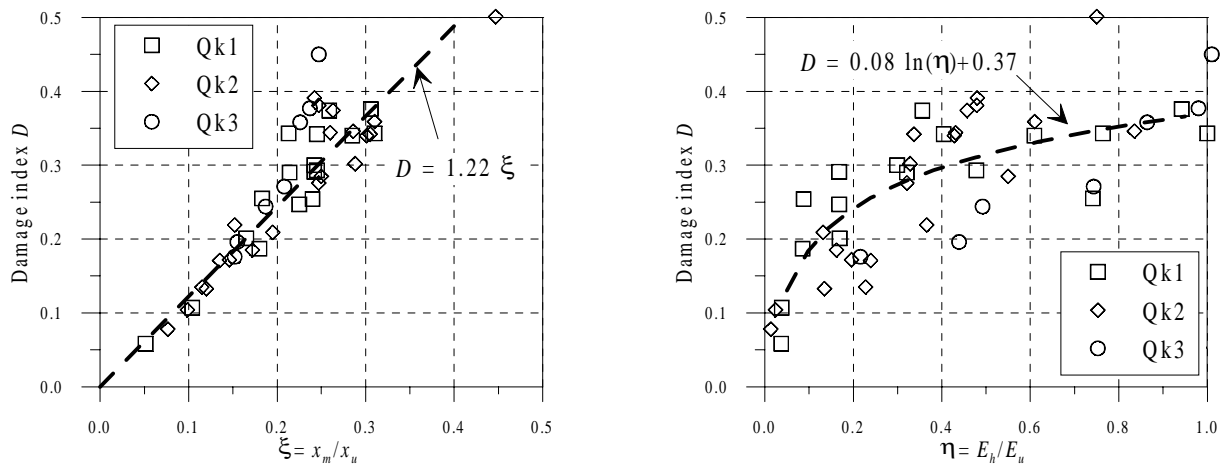 0.5
0.4
0.3
0.2
0.1
0.0
Damage index D
Qk1
Qk2
Qk3
D = 1.22 ξ
0.0 0.1 0.2 0.3 0.4 0.5
ξ = x_m/x_u
0.5
0.4
0.3
0.2
0.1
0.0
Damage index D
D = 0.08 ln(η)+0.37
Qk1
Qk2
Qk3
0.0 0.2 0.4 0.6 0.8 1.0
η = E_h/E_u